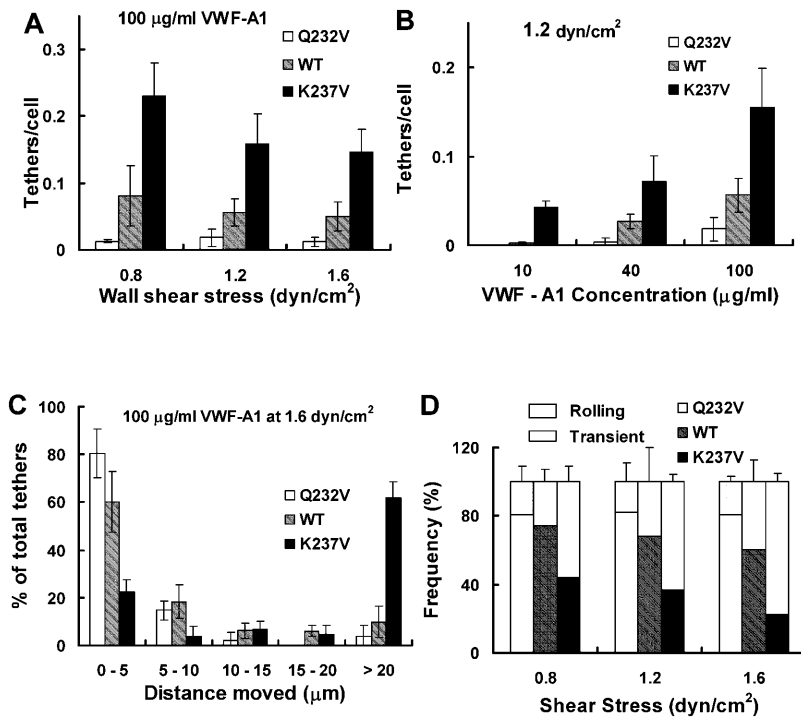 A
100 μg/ml VWF-A1
Q232V
WT
K237V
Tethers/cell
0.3
0.2
0.1
0
0.8
1.2
1.6
Wall shear stress (dyn/cm²)
B
1.2 dyn/cm²
Q232V
WT
K237V
Tethers/cell
0.2
0.1
0
10
40
100
VWF - A1 Concentration (μg/ml)
C
100 μg/ml VWF-A1 at 1.6 dyn/cm²
Q232V
WT
K237V
% of total tethers
100
80
60
40
20
0
0 - 5
5 - 10
10 - 15
15 - 20
> 20
Distance moved (μm)
D
Rolling
Transient
Q232V
WT
K237V
Frequency (%)
120
80
40
0
0.8
1.2
1.6
Shear Stress (dyn/cm²)